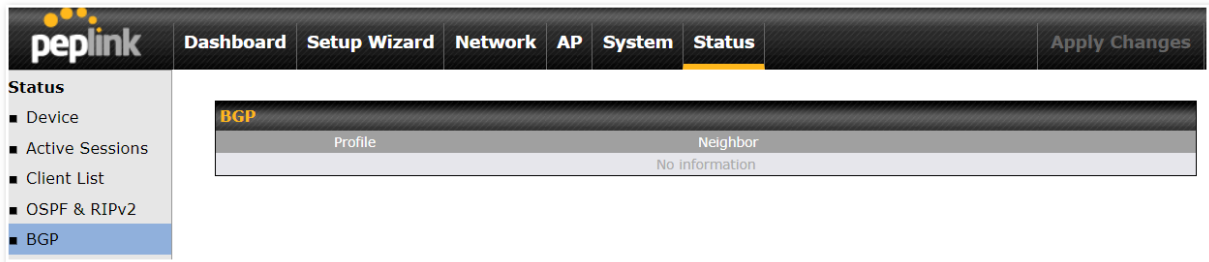 peplink
Dashboard Setup Wizard Network AP System Status Apply Changes
Status
Device
Active Sessions
Client List
OSPF & RIPv2
BGP
BGP
Profile Neighbor
No information